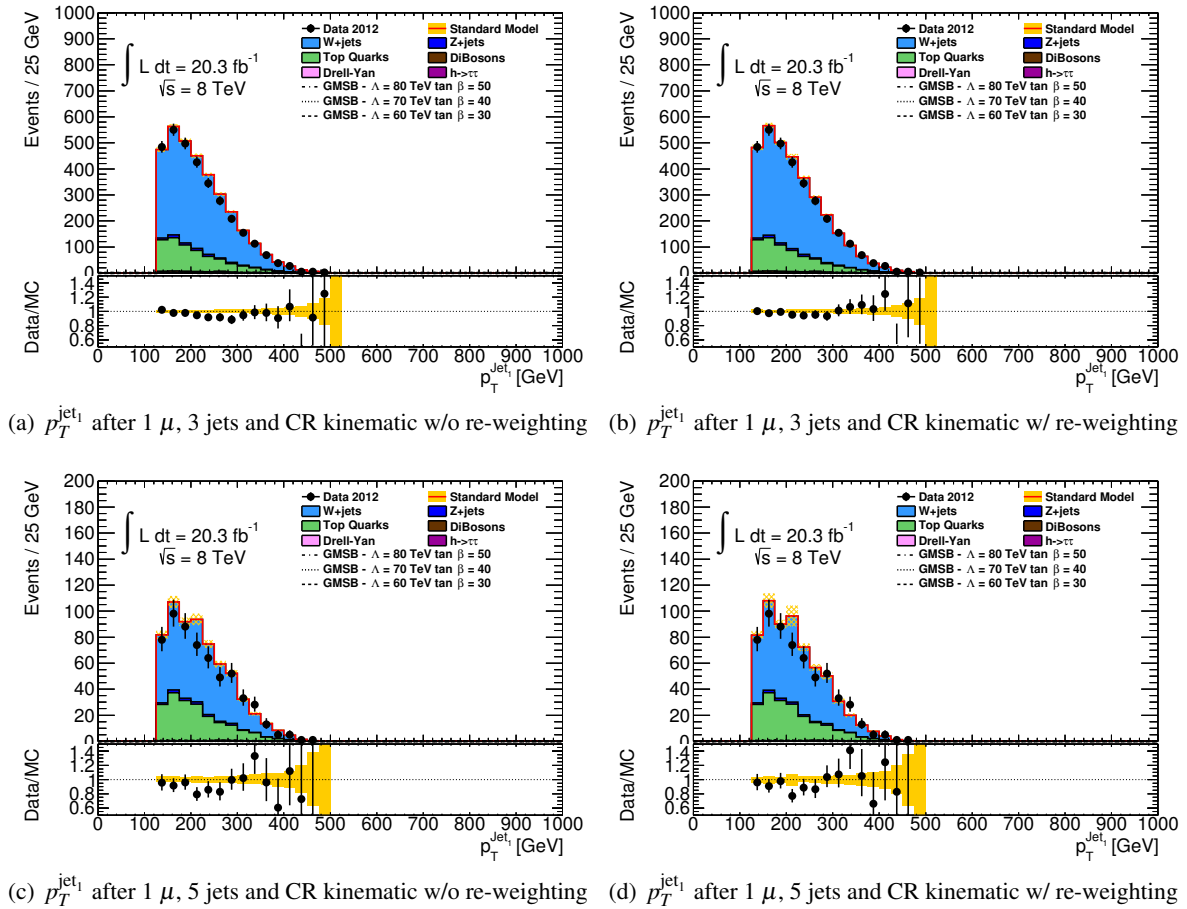 Events / 25 GeV
1000
900
800
700
600
500
400
300
200
100
0
∫ L dt = 20.3 fb⁻¹
√s = 8 TeV
Data 2012 Standard Model
W+jets Z+jets
Top Quarks DiBosons
Drell-Yan h->ττ
GMSB - Λ = 80 TeV tan β = 50
GMSB - Λ = 70 TeV tan β = 40
GMSB - Λ = 60 TeV tan β = 30
Data/MC
1.4
1.2
1
0.8
0.6
0 100 200 300 400 500 600 700 800 900 1000
p_T^{Jet_1} [GeV]
(a) p_T^{jet_1} after 1 μ, 3 jets and CR kinematic w/o re-weighting
Events / 25 GeV
1000
900
800
700
600
500
400
300
200
100
0
∫ L dt = 20.3 fb⁻¹
√s = 8 TeV
Data 2012 Standard Model
W+jets Z+jets
Top Quarks DiBosons
Drell-Yan h->ττ
GMSB - Λ = 80 TeV tan β = 50
GMSB - Λ = 70 TeV tan β = 40
GMSB - Λ = 60 TeV tan β = 30
Data/MC
1.4
1.2
1
0.8
0.6
0 100 200 300 400 500 600 700 800 900 1000
p_T^{Jet_1} [GeV]
(b) p_T^{jet_1} after 1 μ, 3 jets and CR kinematic w/ re-weighting
Events / 25 GeV
200
180
160
140
120
100
80
60
40
20
0
∫ L dt = 20.3 fb⁻¹
√s = 8 TeV
Data 2012 Standard Model
W+jets Z+jets
Top Quarks DiBosons
Drell-Yan h->ττ
GMSB - Λ = 80 TeV tan β = 50
GMSB - Λ = 70 TeV tan β = 40
GMSB - Λ = 60 TeV tan β = 30
Data/MC
1.4
1.2
1
0.8
0.6
0 100 200 300 400 500 600 700 800 900 1000
p_T^{Jet_1} [GeV]
(c) p_T^{jet_1} after 1 μ, 5 jets and CR kinematic w/o re-weighting
Events / 25 GeV
200
180
160
140
120
100
80
60
40
20
0
∫ L dt = 20.3 fb⁻¹
√s = 8 TeV
Data 2012 Standard Model
W+jets Z+jets
Top Quarks DiBosons
Drell-Yan h->ττ
GMSB - Λ = 80 TeV tan β = 50
GMSB - Λ = 70 TeV tan β = 40
GMSB - Λ = 60 TeV tan β = 30
Data/MC
1.4
1.2
1
0.8
0.6
0 100 200 300 400 500 600 700 800 900 1000
p_T^{Jet_1} [GeV]
(d) p_T^{jet_1} after 1 μ, 5 jets and CR kinematic w/ re-weighting